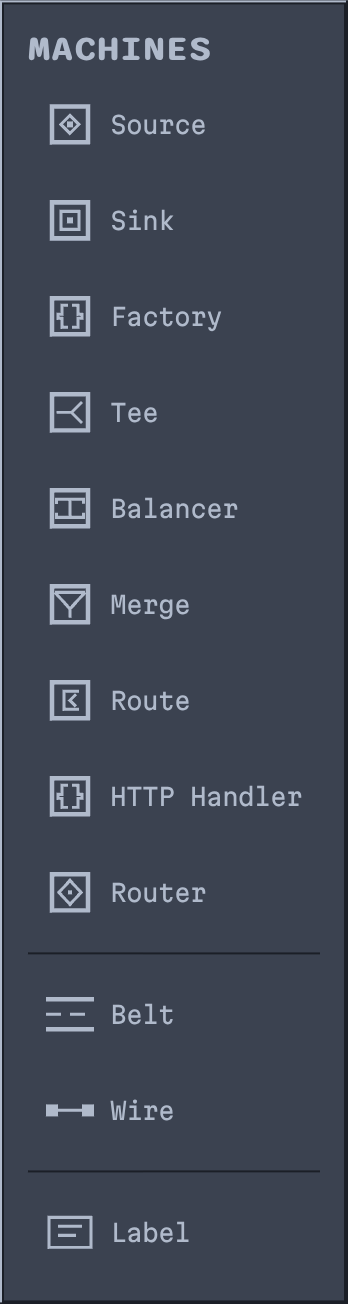 MACHINES
Source
Sink
Factory
Tee
Balancer
Merge
Route
HTTP Handler
Router
Belt
Wire
Label